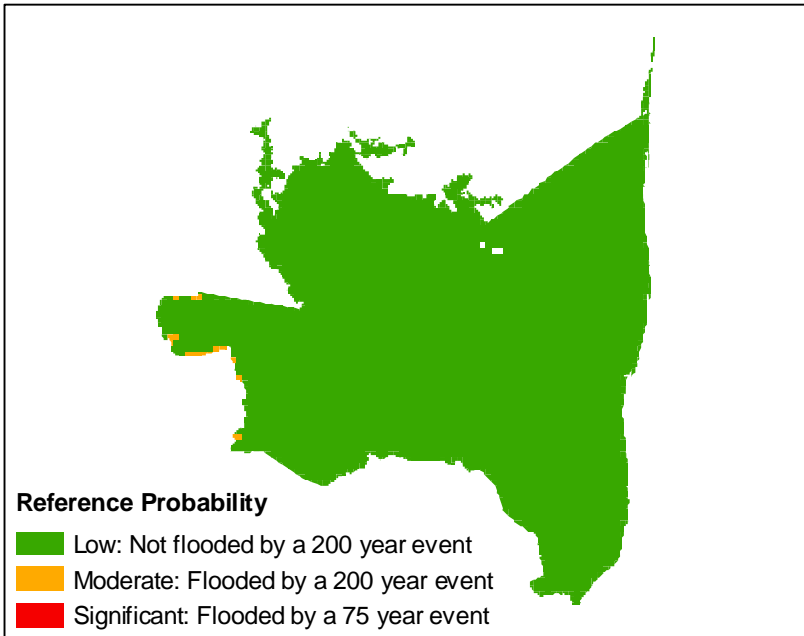 Reference Probability
Low: Not flooded by a 200 year event
Moderate: Flooded by a 200 year event
Significant: Flooded by a 75 year event